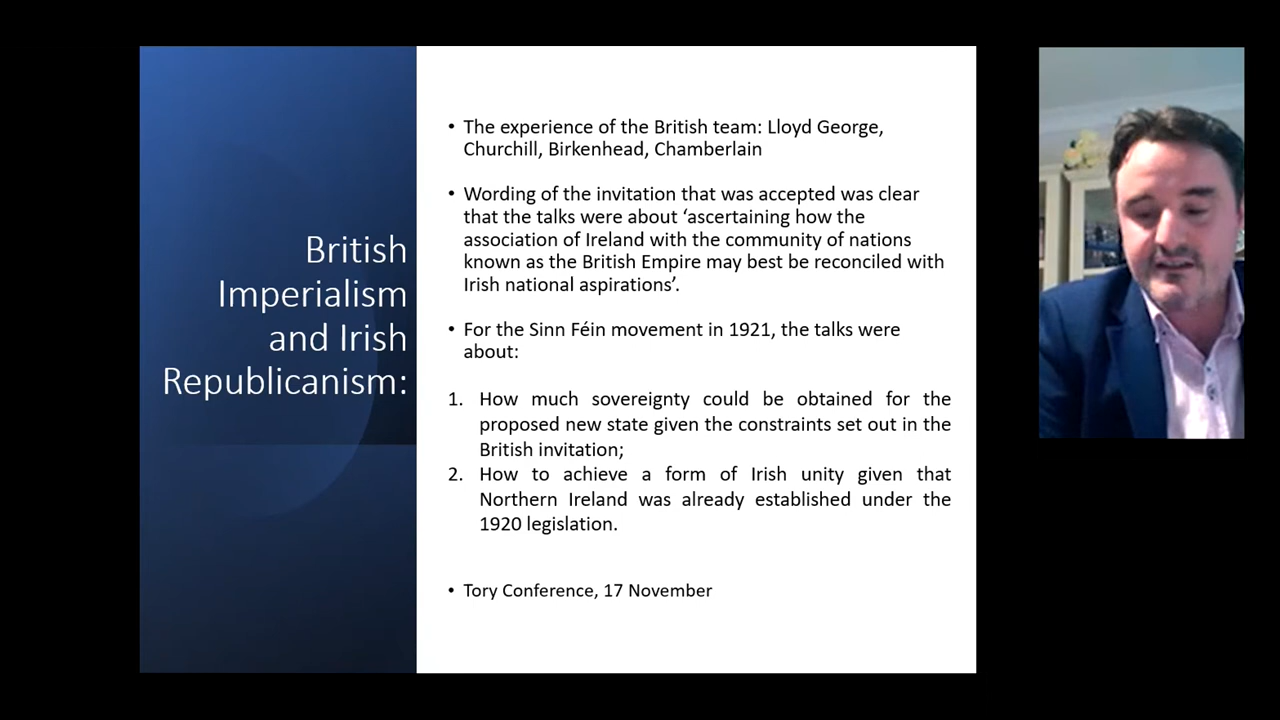 British
Imperialism
and Irish
Republicanism:
• The experience of the British team: Lloyd George,
Churchill, Birkenhead, Chamberlain
• Wording of the invitation that was accepted was clear
that the talks were about ‘ascertaining how the
association of Ireland with the community of nations
known as the British Empire may best be reconciled with
Irish national aspirations’.
• For the Sinn Féin movement in 1921, the talks were
about:
1. How much sovereignty could be obtained for the
proposed new state given the constraints set out in the
British invitation;
2. How to achieve a form of Irish unity given that
Northern Ireland was already established under the
1920 legislation.
• Tory Conference, 17 November